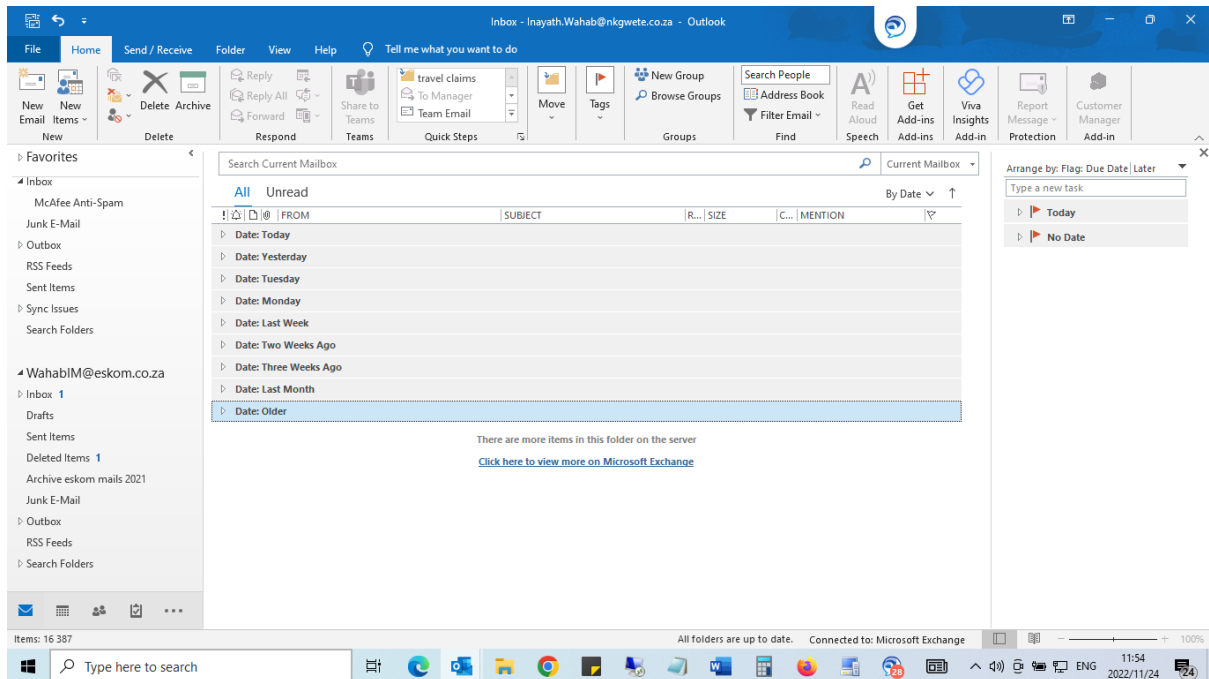 Inbox - Inayath.Wahab@nkgwete.co.za - Outlook
File Home Send / Receive Folder View Help Tell me what you want to do
New Email
New Items
New
Delete
Archive
Delete
Reply
Reply All
Forward
Respond
Share to Teams
Teams
travel claims
To Manager
Team Email
Quick Steps
Move
Tags
New Group
Browse Groups
Groups
Search People
Address Book
Filter Email
Find
Read Aloud
Speech
Get Add-ins
Add-ins
Viva Insights
Add-in
Report Message
Protection
Customer Manager
Add-in
Favorites
Inbox
McAfee Anti-Spam
Junk E-Mail
Outbox
RSS Feeds
Sent Items
Sync Issues
Search Folders
WahabIM@eskom.co.za
Inbox 1
Drafts
Sent Items
Deleted Items 1
Archive eskom mails 2021
Junk E-Mail
Outbox
RSS Feeds
Search Folders
Search Current Mailbox Current Mailbox
All Unread By Date
! FROM SUBJECT R... SIZE C... MENTION
Date: Today
Date: Yesterday
Date: Tuesday
Date: Monday
Date: Last Week
Date: Two Weeks Ago
Date: Three Weeks Ago
Date: Last Month
Date: Older
There are more items in this folder on the server
Click here to view more on Microsoft Exchange
Arrange by: Flag: Due Date Later
Type a new task
Today
No Date
Items: 16 387 All folders are up to date. Connected to: Microsoft Exchange 100%
Type here to search 28 ENG 11:54
2022/11/24 24